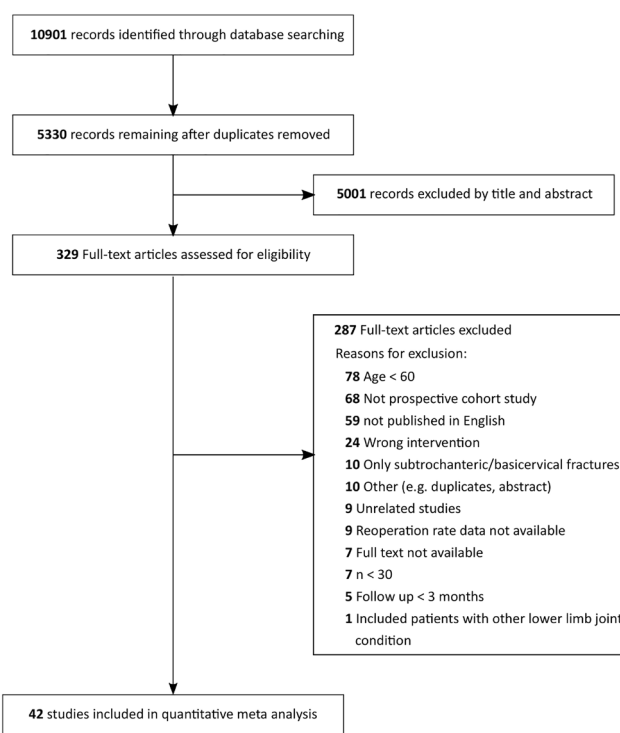 10901 records identified through database searching
5330 records remaining after duplicates removed
5001 records excluded by title and abstract
329 Full-text articles assessed for eligibility
287 Full-text articles excluded
Reasons for exclusion:
78 Age < 60
68 Not prospective cohort study
59 not published in English
24 Wrong intervention
10 Only subtrochanteric/basicervical fractures
10 Other (e.g. duplicates, abstract)
9 Unrelated studies
9 Reoperation rate data not available
7 Full text not available
7 n < 30
5 Follow up < 3 months
1 Included patients with other lower limb joint
condition
42 studies included in quantitative meta analysis